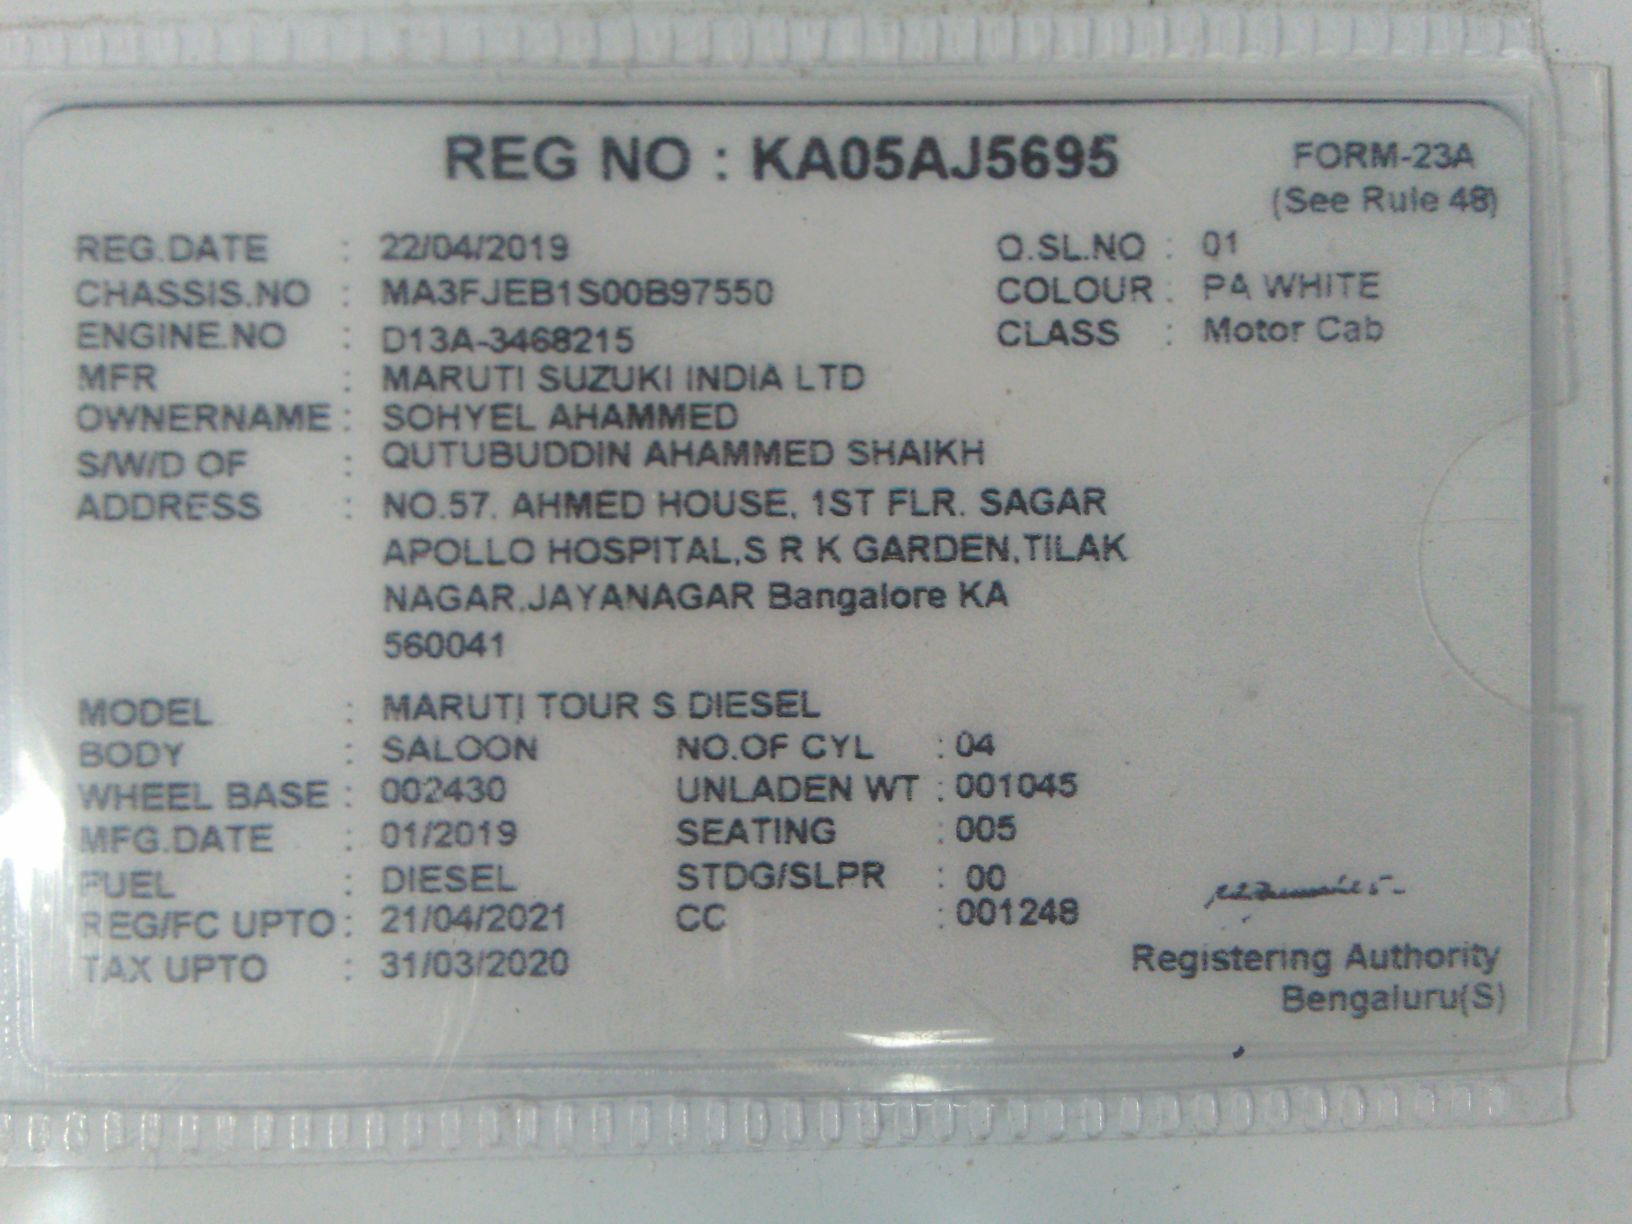 REG NO : KA05AJ5695
FORM-23A
(See Rule 48)
REG.DATE : 22/04/2019 O.SL.NO : 01
CHASSIS.NO : MA3FJEB1S00B97550 COLOUR : PA WHITE
ENGINE.NO : D13A-3468215 CLASS : Motor Cab
MFR : MARUTI SUZUKI INDIA LTD
OWNERNAME : SOHYEL AHAMMED
S/W/D OF : QUTUBUDDIN AHAMMED SHAIKH
ADDRESS : NO.57, AHMED HOUSE, 1ST FLR. SAGAR
APOLLO HOSPITAL,S R K GARDEN,TILAK
NAGAR,JAYANAGAR Bangalore KA
560041
MODEL : MARUTI TOUR S DIESEL
BODY : SALOON NO.OF CYL : 04
WHEEL BASE : 002430 UNLADEN WT : 001045
MFG.DATE : 01/2019 SEATING : 005
FUEL : DIESEL STDG/SLPR : 00
REG/FC UPTO : 21/04/2021 CC : 001248
TAX UPTO : 31/03/2020
Registering Authority
Bengaluru(S)